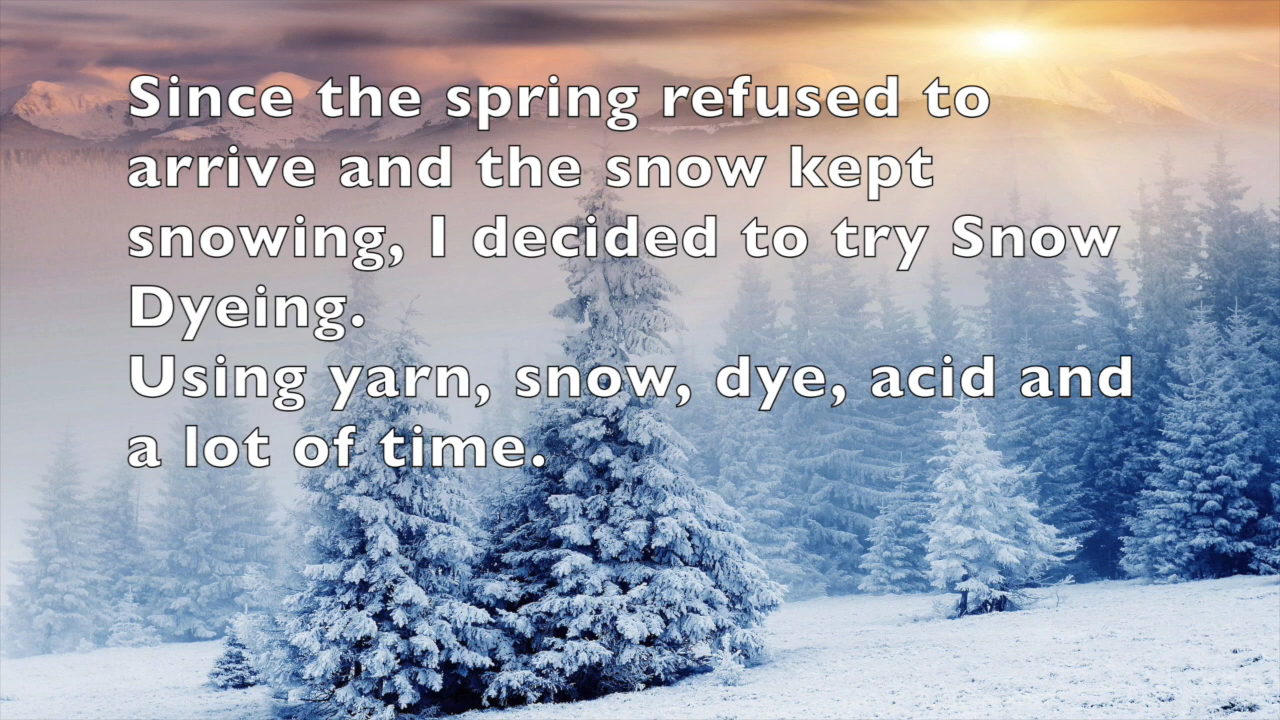 Since the spring refused to
arrive and the snow kept
snowing, I decided to try Snow
Dyeing.
Using yarn, snow, dye, acid and
a lot of time.